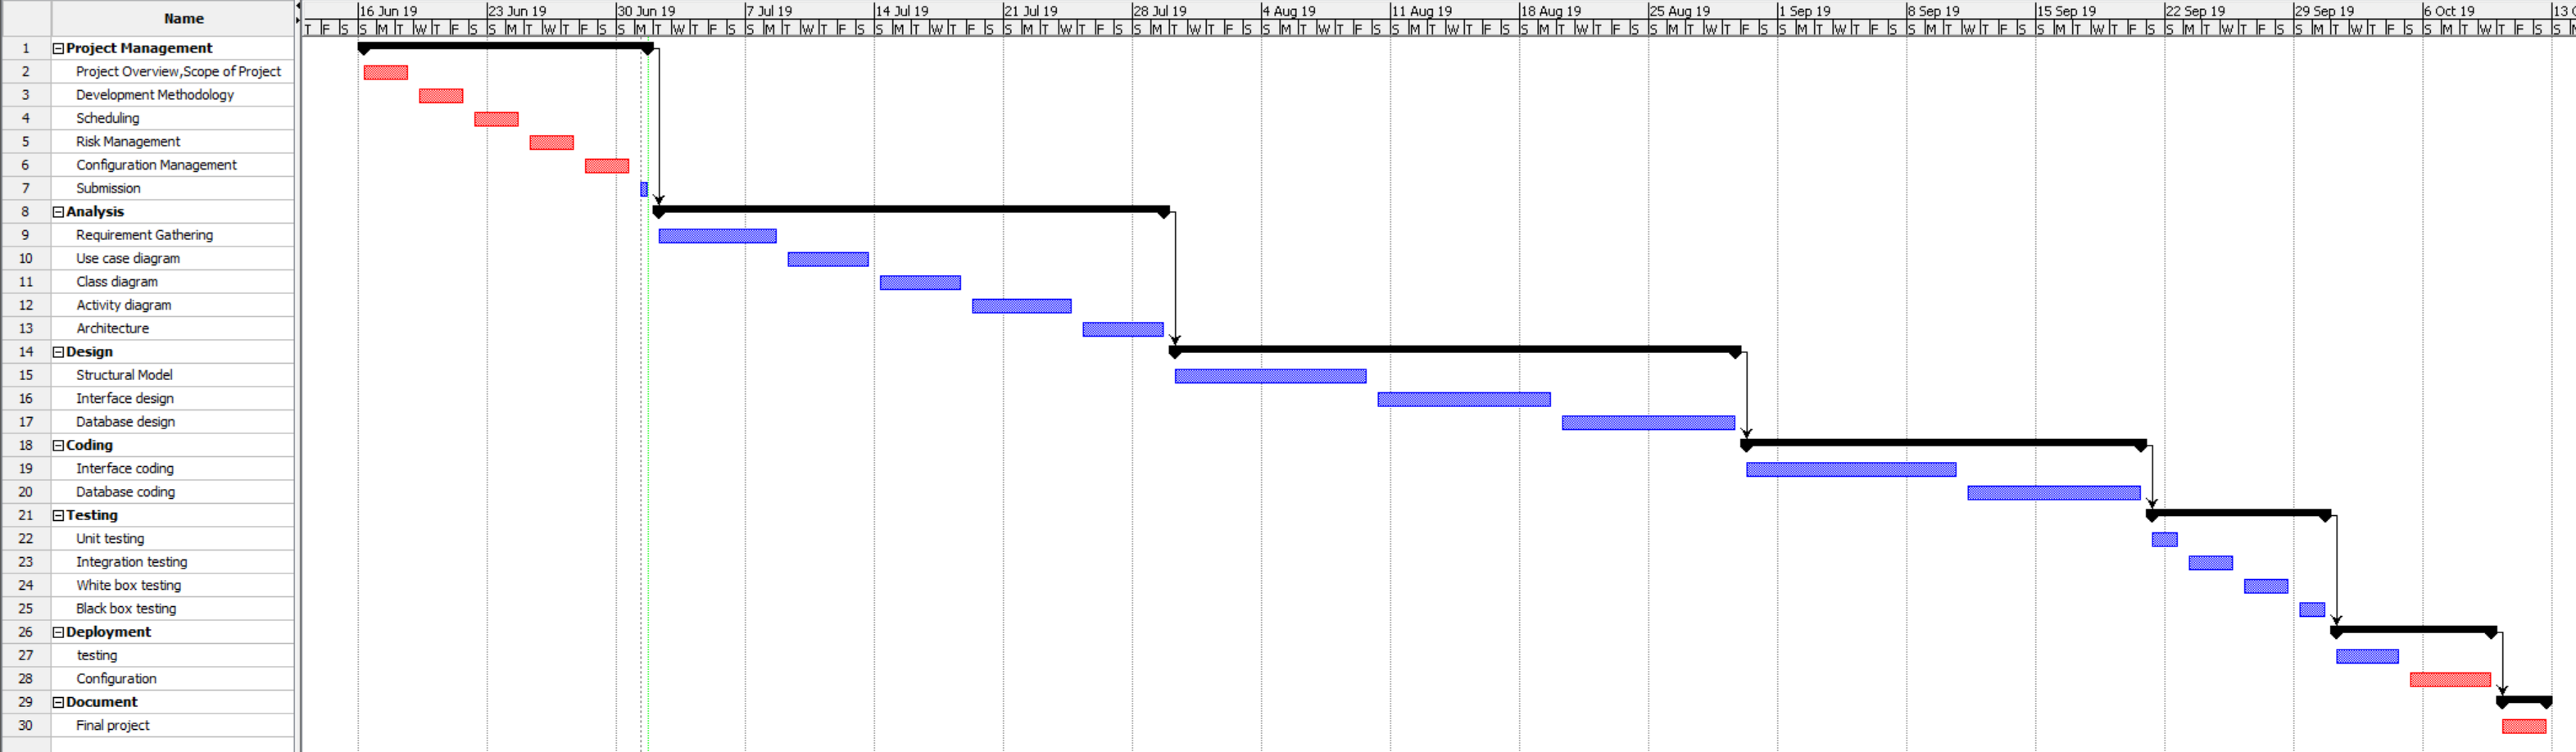 Name
16 Jun 19 23 Jun 19 30 Jun 19 7 Jul 19 14 Jul 19 21 Jul 19 28 Jul 19 4 Aug 19 11 Aug 19 18 Aug 19 25 Aug 19 1 Sep 19 8 Sep 19 15 Sep 19 22 Sep 19 29 Sep 19 6 Oct 19 13
T F S S M T W T F S S M T W T F S S M T W T F S S M T W T F S S M T W T F S S M T W T F S S M T W T F S S M T W T F S S M T W T F S S M T W T F S S M T W T F S S M T W T F S S M T W T F S S M T W T F S S M T W T F S S M T W T F S S M T W T F S S
1 Project Management
2 Project Overview,Scope of Project
3 Development Methodology
4 Scheduling
5 Risk Management
6 Configuration Management
7 Submission
8 Analysis
9 Requirement Gathering
10 Use case diagram
11 Class diagram
12 Activity diagram
13 Architecture
14 Design
15 Structural Model
16 Interface design
17 Database design
18 Coding
19 Interface coding
20 Database coding
21 Testing
22 Unit testing
23 Integration testing
24 White box testing
25 Black box testing
26 Deployment
27 testing
28 Configuration
29 Document
30 Final project